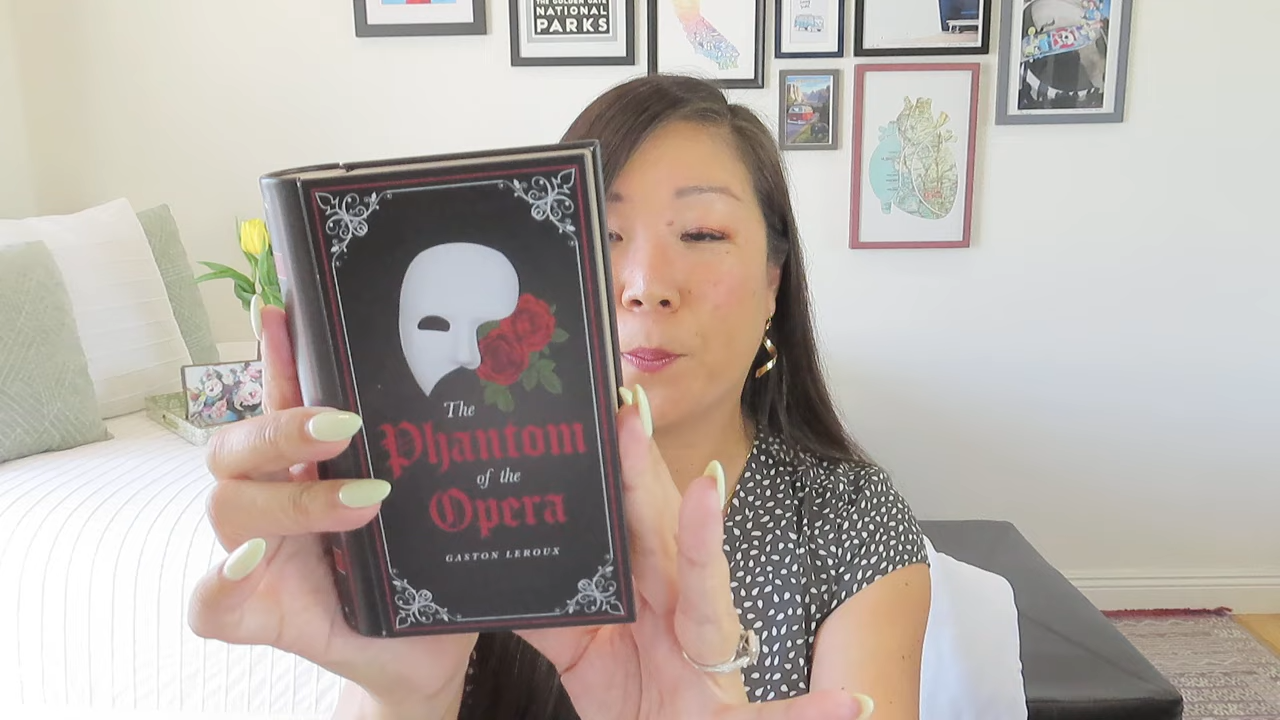 THE GOLDEN GATE
NATIONAL
PARKS
The
Phantom
of the
Opera
GASTON LEROUX